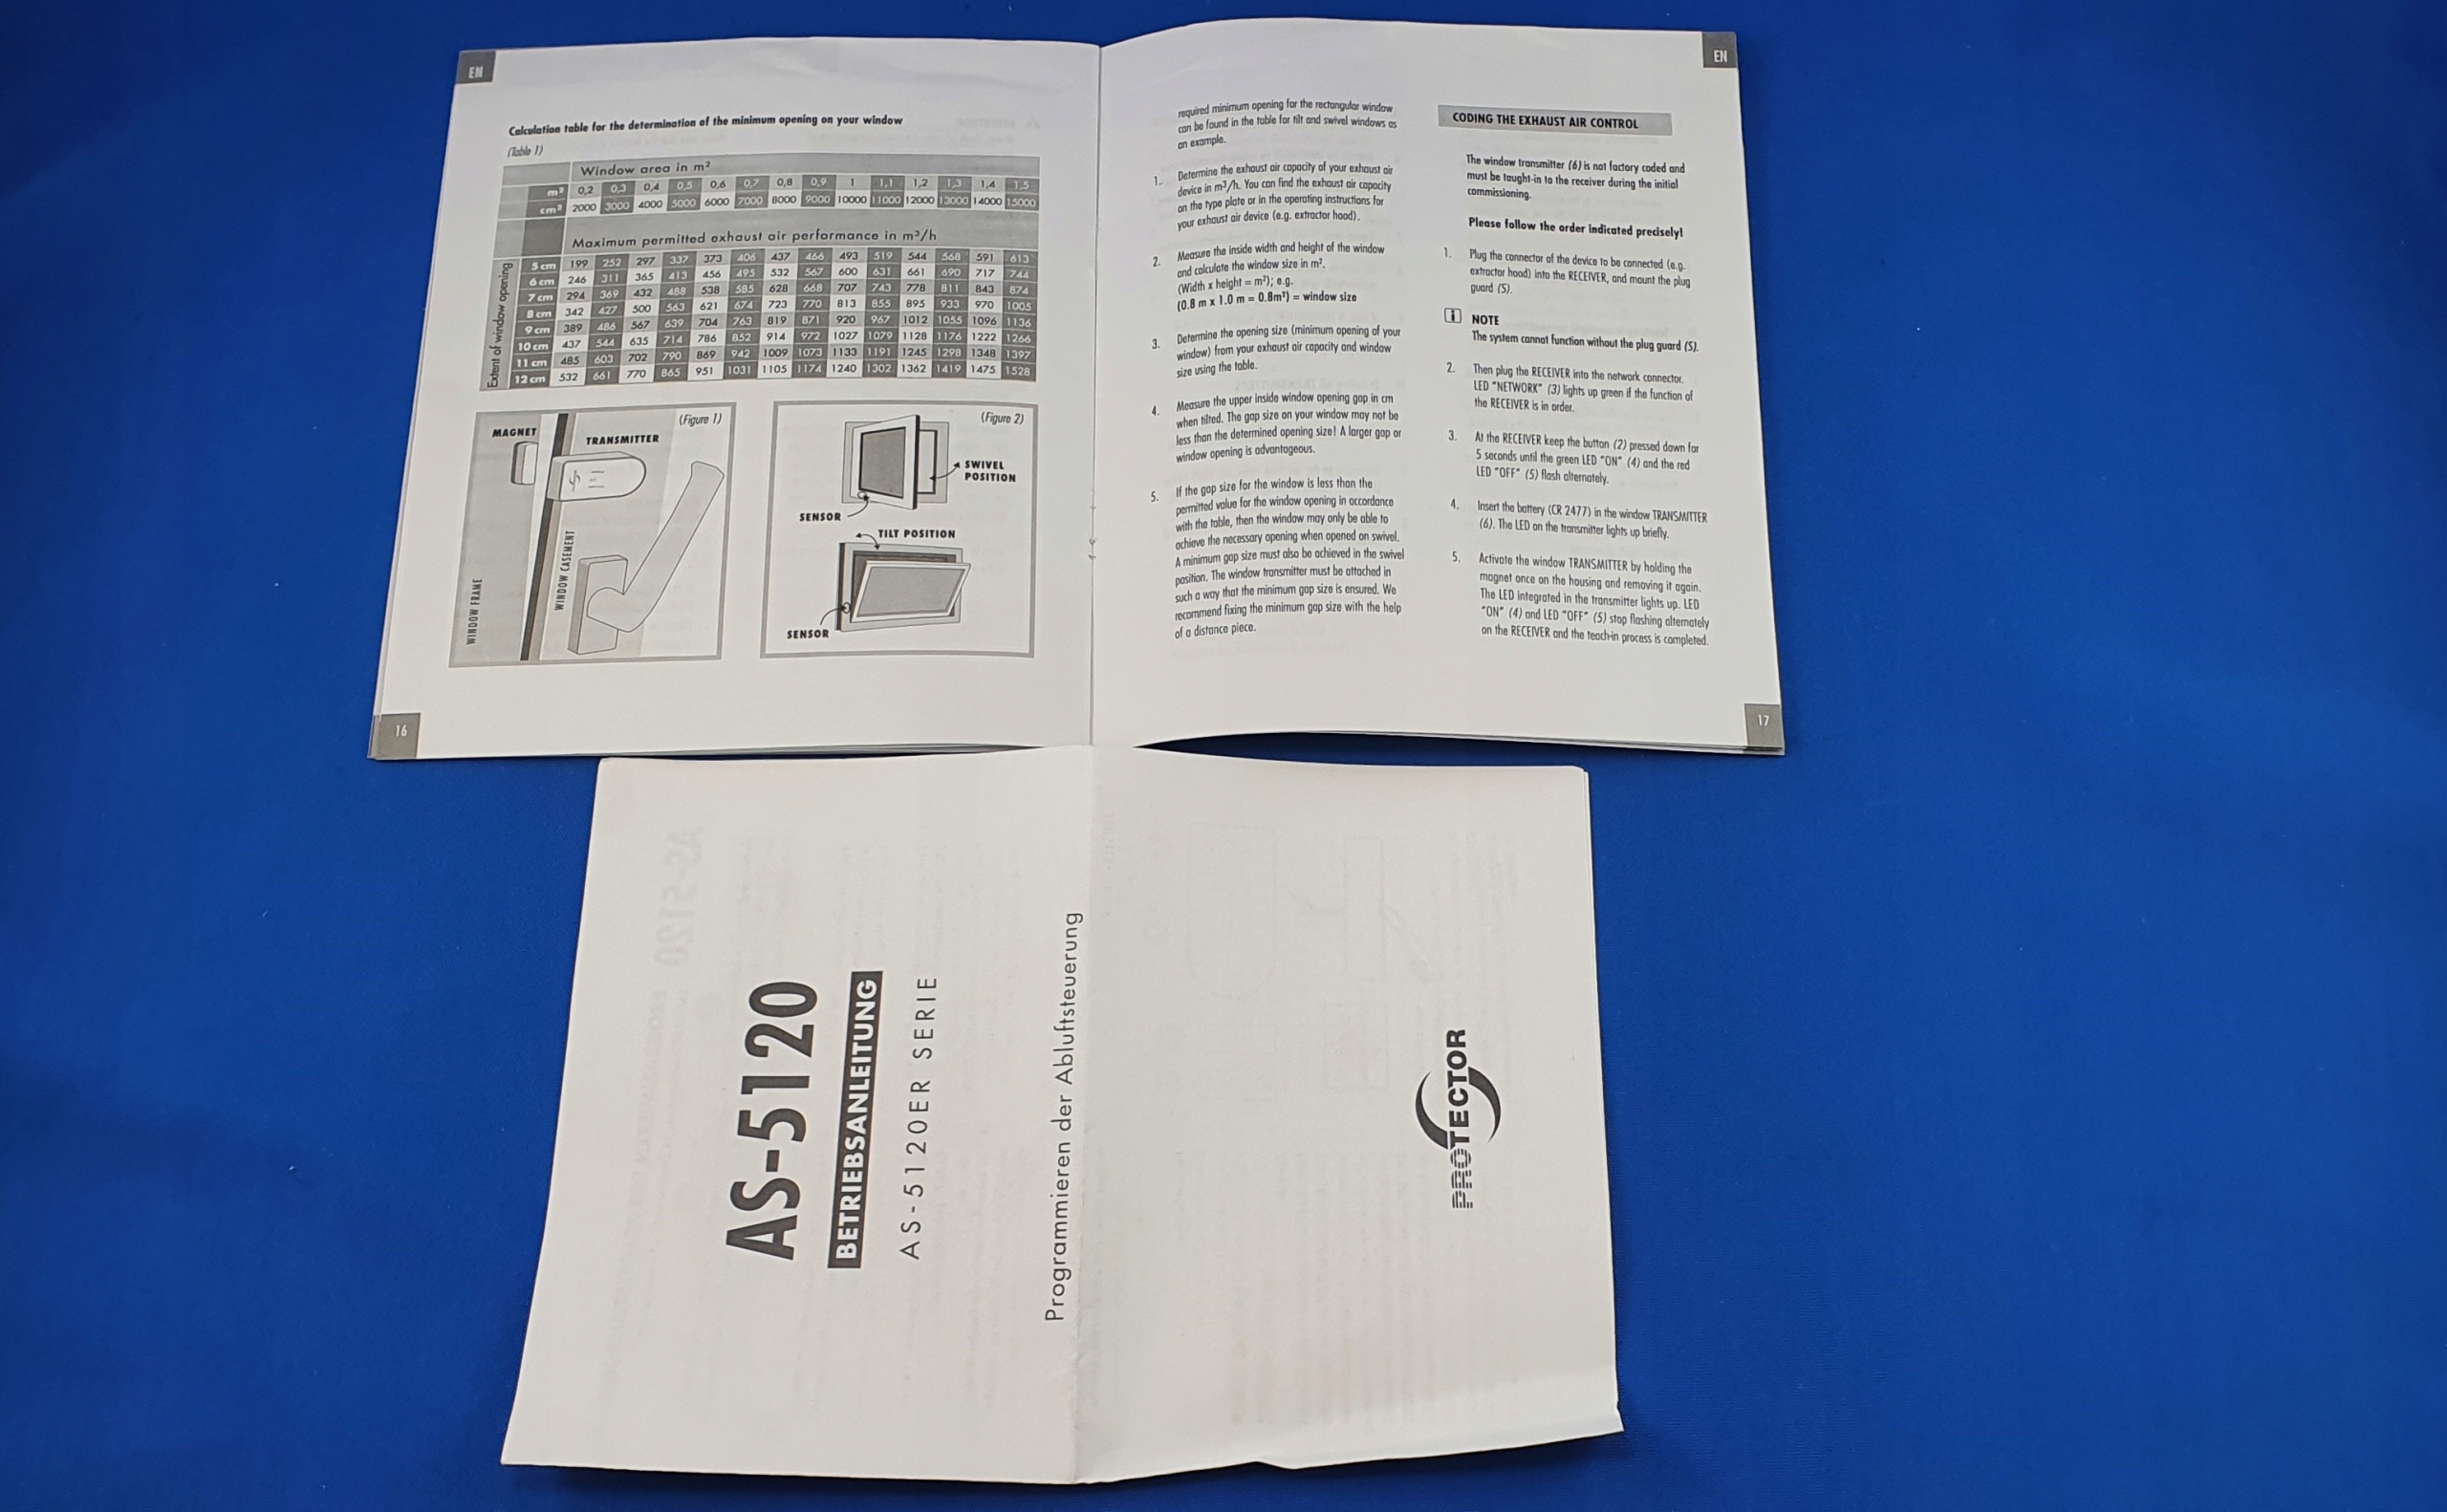 EN
Calculation table for the determination of the minimum opening on your window
(Table 1)
Window area in m²
m² 0,2 0,3 0,4 0,5 0,6 0,7 0,8 0,9 1 1,1 1,2 1,3 1,4 1,5
cm² 2000 3000 4000 5000 6000 7000 8000 9000 10000 11000 12000 13000 14000 15000
Maximum permitted exhaust air performance in m³/h
Extent of window opening
5 cm 199 252 297 337 373 406 437 466 493 519 544 568 591 613
6 cm 246 311 365 413 456 495 532 567 600 631 661 690 717 744
7 cm 294 369 432 488 538 585 628 668 707 743 778 811 843 874
8 cm 342 427 500 563 621 674 723 770 813 855 895 933 970 1005
9 cm 389 486 567 639 704 763 819 871 920 967 1012 1055 1096 1136
10 cm 437 544 635 714 786 852 914 972 1027 1079 1128 1176 1222 1266
11 cm 485 603 702 790 869 942 1009 1073 1133 1191 1245 1298 1348 1397
12 cm 532 661 770 865 951 1031 1105 1174 1240 1302 1362 1419 1475 1528
(Figure 1)
MAGNET
TRANSMITTER
WINDOW FRAME
WINDOW CASEMENT
(Figure 2)
SWIVEL
POSITION
SENSOR
TILT POSITION
SENSOR
16
EN
required minimum opening for the rectangular window
can be found in the table for tilt and swivel windows as
an example.
1. Determine the exhaust air capacity of your exhaust air
device in m³/h. You can find the exhaust air capacity
on the type plate or in the operating instructions for
your exhaust air device (e.g. extractor hood).
2. Measure the inside width and height of the window
and calculate the window size in m².
(Width x height = m²); e.g.
(0.8 m x 1.0 m = 0.8m²) = window size
3. Determine the opening size (minimum opening of your
window) from your exhaust air capacity and window
size using the table.
4. Measure the upper inside window opening gap in cm
when tilted. The gap size on your window may not be
less than the determined opening size! A larger gap or
window opening is advantageous.
5. If the gap size for the window is less than the
permitted value for the window opening in accordance
with the table, then the window may only be able to
achieve the necessary opening when opened on swivel.
A minimum gap size must also be achieved in the swivel
position. The window transmitter must be attached in
such a way that the minimum gap size is ensured. We
recommend fixing the minimum gap size with the help
of a distance piece.
CODING THE EXHAUST AIR CONTROL
The window transmitter (6) is not factory coded and
must be taught-in to the receiver during the initial
commissioning.
Please follow the order indicated precisely!
1. Plug the connector of the device to be connected (e.g.
extractor hood) into the RECEIVER, and mount the plug
guard (S).
i NOTE
The system cannot function without the plug guard (S).
2. Then plug the RECEIVER into the network connector.
LED "NETWORK" (3) lights up green if the function of
the RECEIVER is in order.
3. At the RECEIVER keep the button (2) pressed down for
5 seconds until the green LED "ON" (4) and the red
LED "OFF" (5) flash alternately.
4. Insert the battery (CR 2477) in the window TRANSMITTER
(6). The LED on the transmitter lights up briefly.
5. Activate the window TRANSMITTER by holding the
magnet once on the housing and removing it again.
The LED integrated in the transmitter lights up. LED
"ON" (4) and LED "OFF" (5) stop flashing alternately
on the RECEIVER and the teach-in process is completed.
17
AS-5120
BETRIEBSANLEITUNG
AS-5120ER SERIE
Programmieren der Abluftsteuerung
PROTECTOR